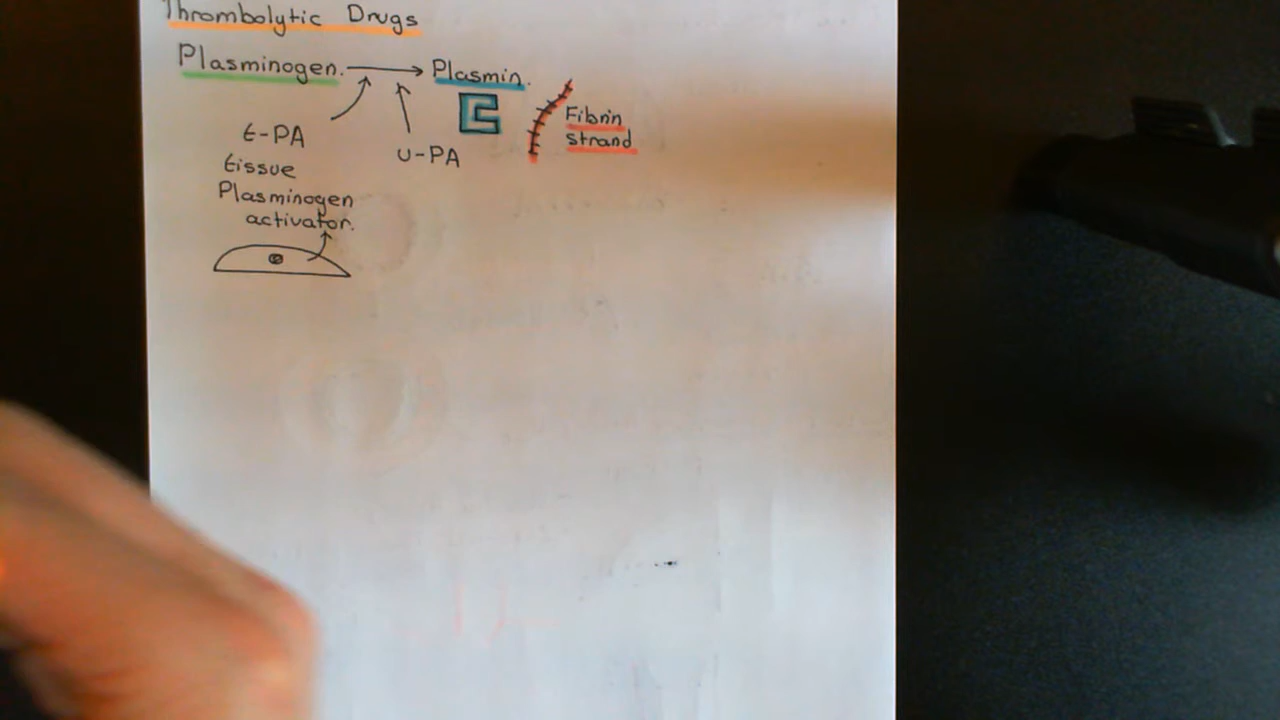 Thrombolytic Drugs
Plasminogen. Plasmin.
Fibrin
strand
t-PA
u-PA
tissue
Plasminogen
activator.